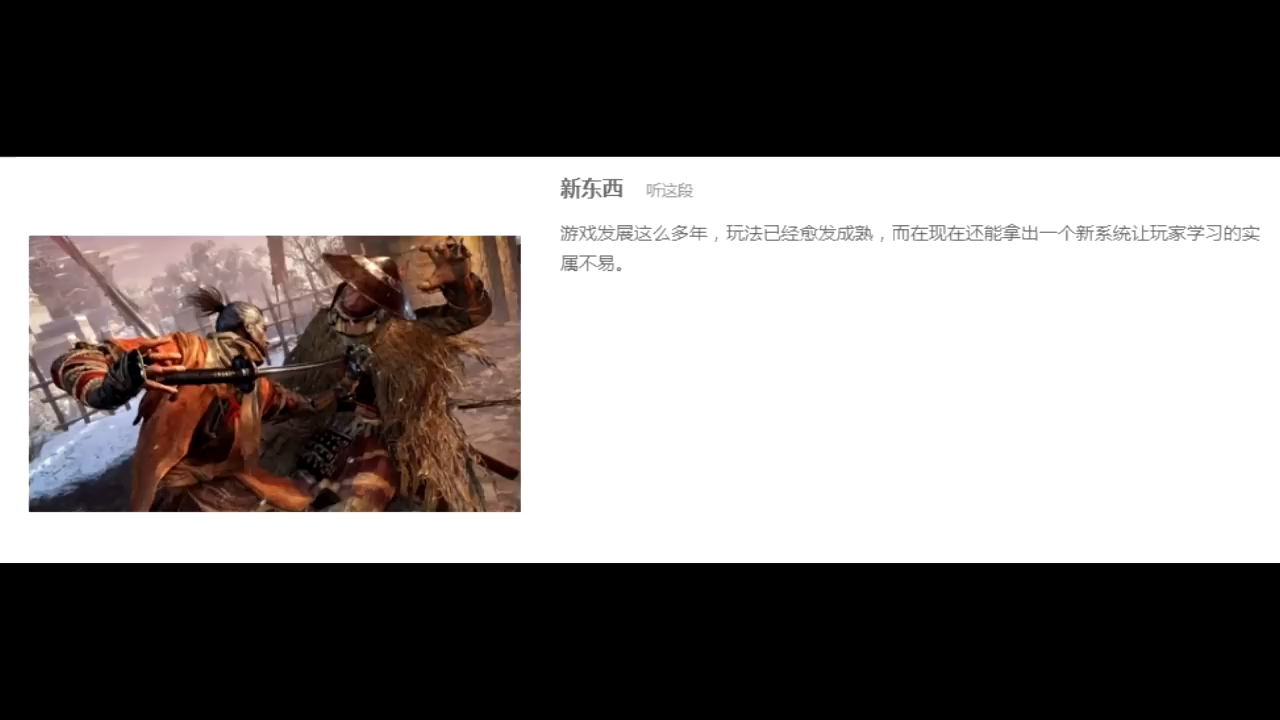 新东西 听这段
游戏发展这么多年，玩法已经愈发成熟，而在现在还能拿出一个新系统让玩家学习的实
属不易。